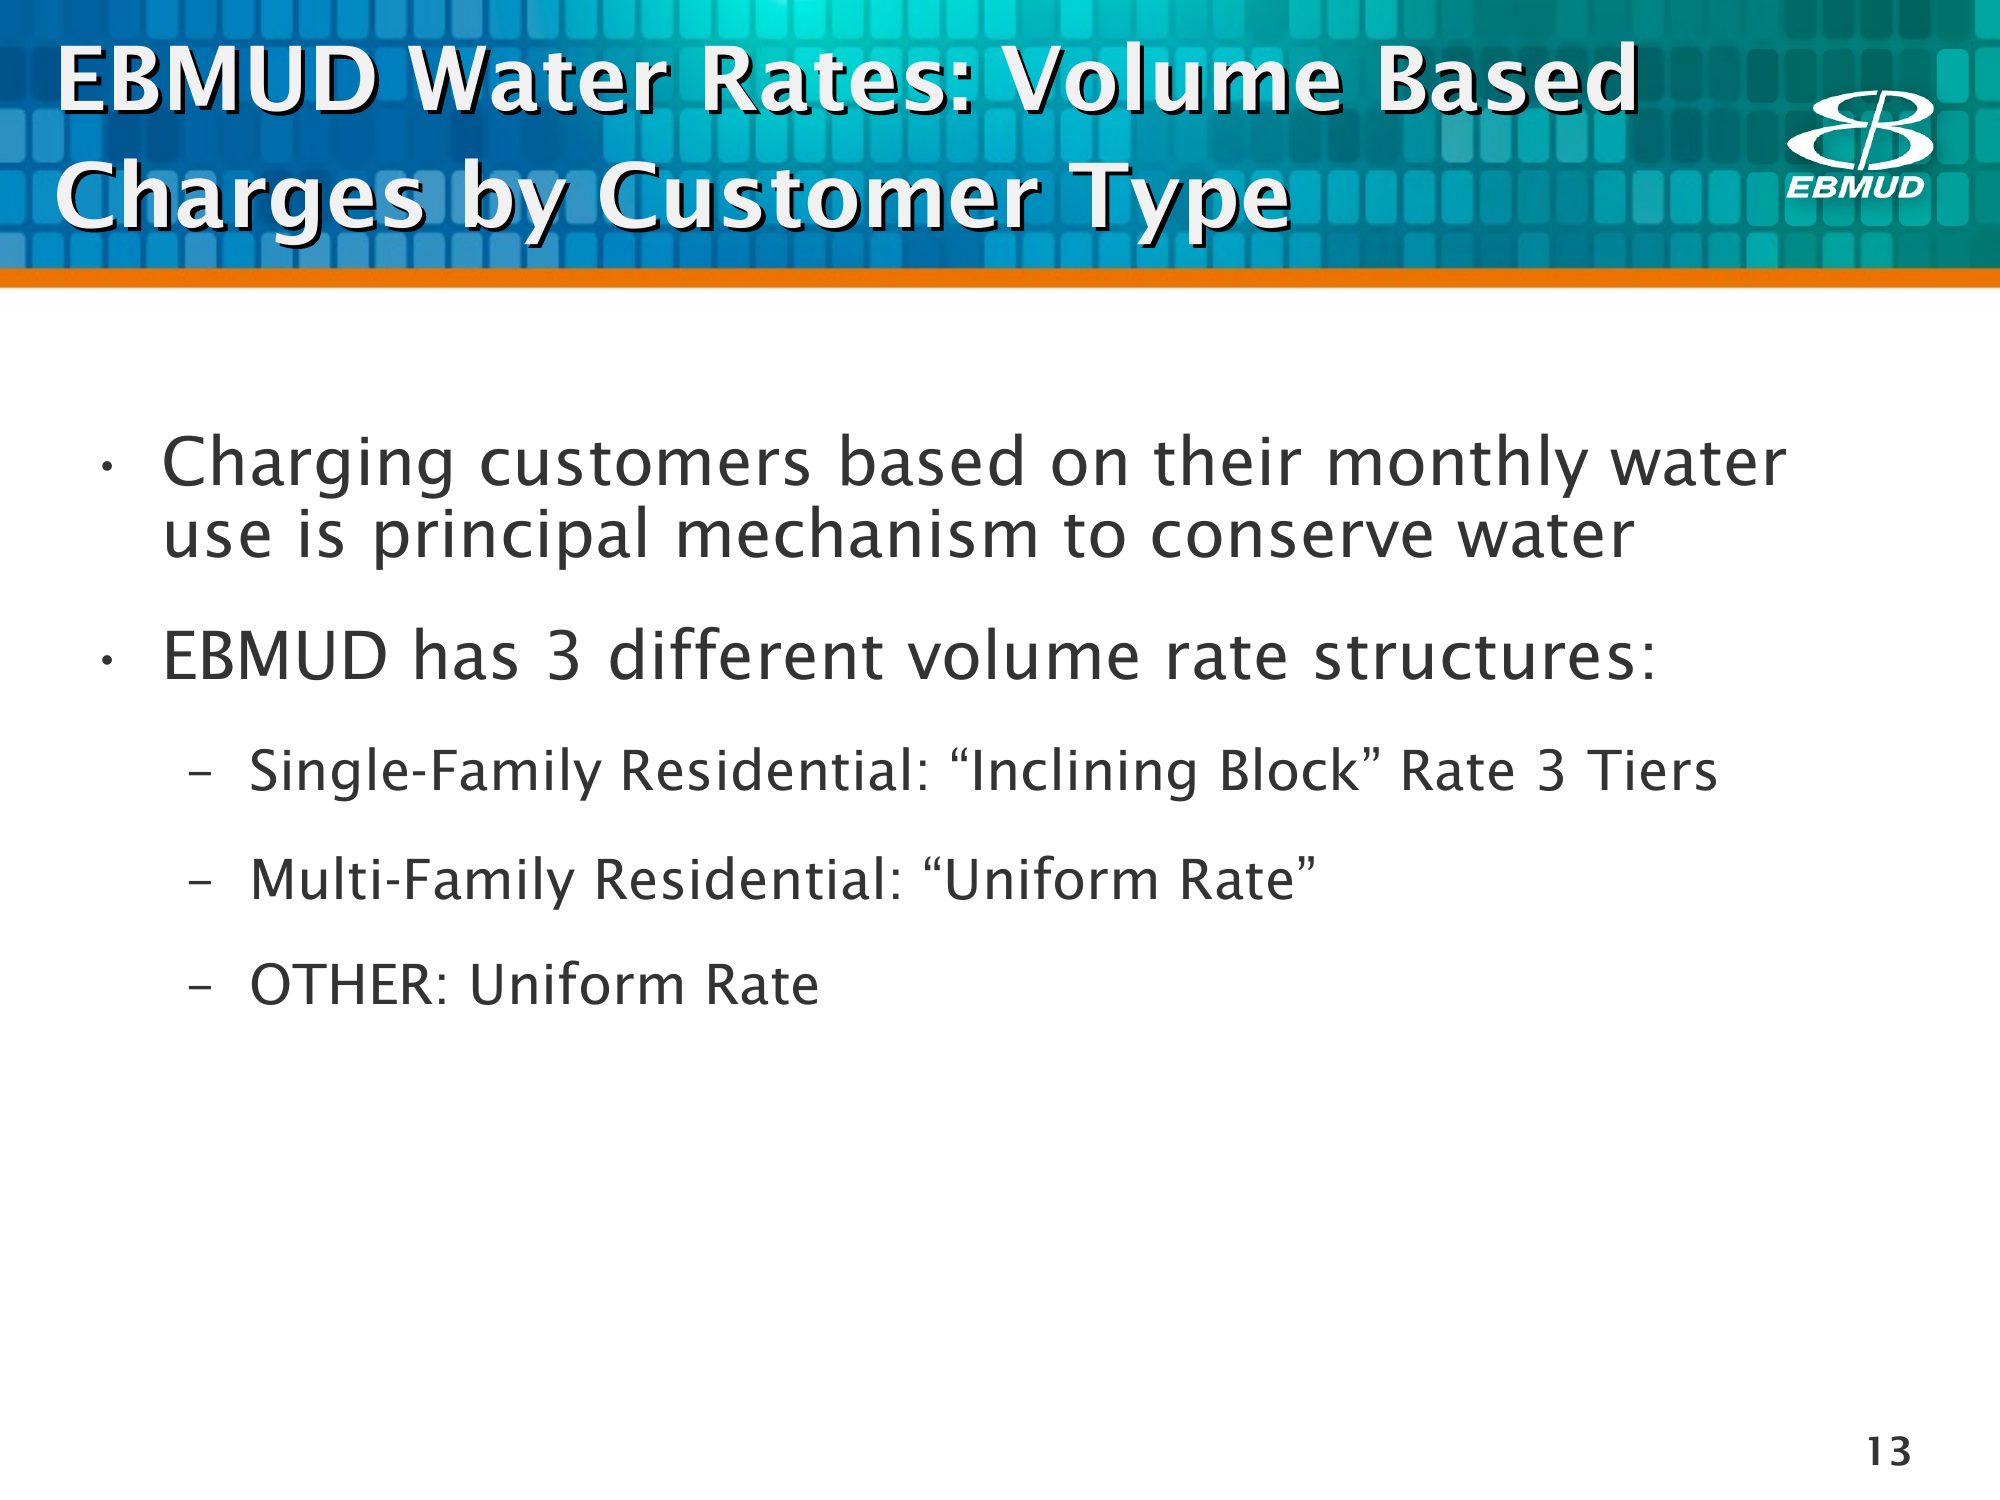 EBMUD Water Rates: Volume Based
Charges by Customer Type
EBMUD
• Charging customers based on their monthly water
use is principal mechanism to conserve water
• EBMUD has 3 different volume rate structures:
– Single-Family Residential: “Inclining Block” Rate 3 Tiers
– Multi-Family Residential: “Uniform Rate”
– OTHER: Uniform Rate
13